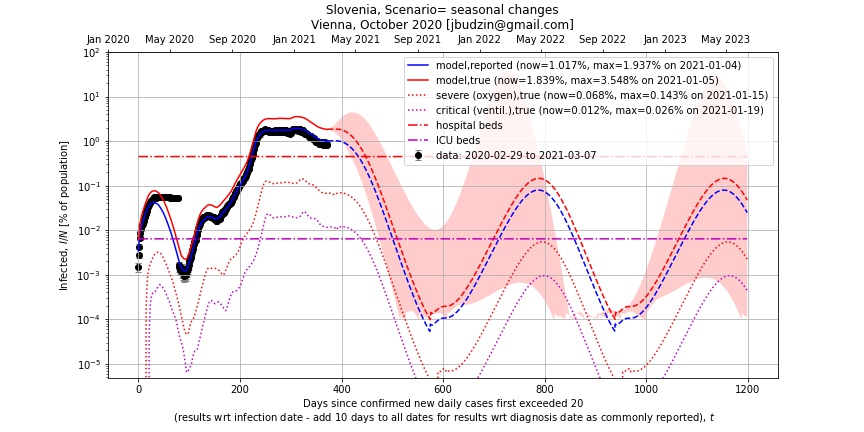 Slovenia, Scenario= seasonal changes
Vienna, October 2020 [jbudzin@gmail.com]
Jan 2020 May 2020 Sep 2020 Jan 2021 May 2021 Sep 2021 Jan 2022 May 2022 Sep 2022 Jan 2023 May 2023
model,reported (now=1.017%, max=1.937% on 2021-01-04)
model,true (now=1.839%, max=3.548% on 2021-01-05)
severe (oxygen),true (now=0.068%, max=0.143% on 2021-01-15)
critical (ventil.),true (now=0.012%, max=0.026% on 2021-01-19)
hospital beds
ICU beds
data: 2020-02-29 to 2021-03-07
Infected, I/N [% of population]
10²
10¹
10⁰
10⁻¹
10⁻²
10⁻³
10⁻⁴
10⁻⁵
0 200 400 600 800 1000 1200
Days since confirmed new daily cases first exceeded 20
(results wrt infection date - add 10 days to all dates for results wrt diagnosis date as commonly reported), t